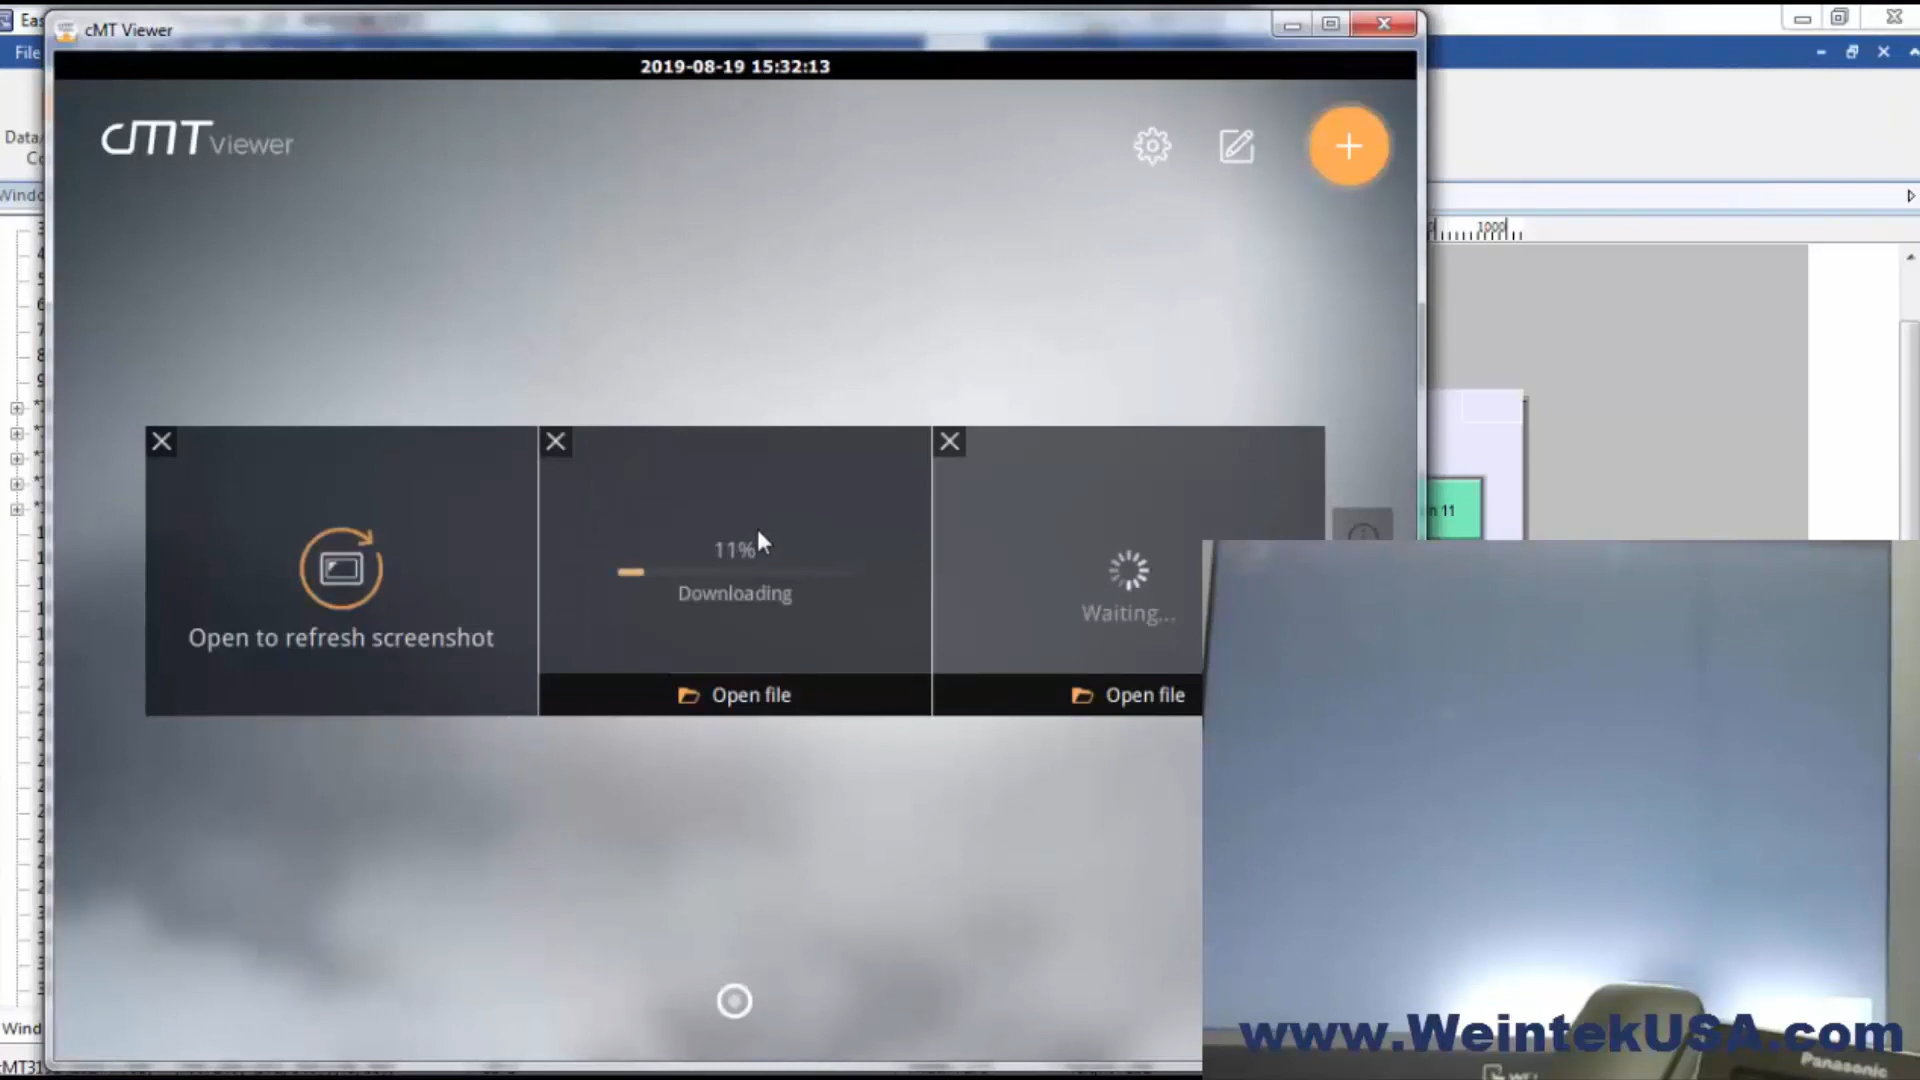 cMT Viewer
File
2019-08-19 15:32:13
cMT Viewer
Data/
1000
Open to refresh screenshot
11%
Downloading
Open file
Waiting...
Open file
n 11
Wind
www.WeintekUSA.com
Panasonic